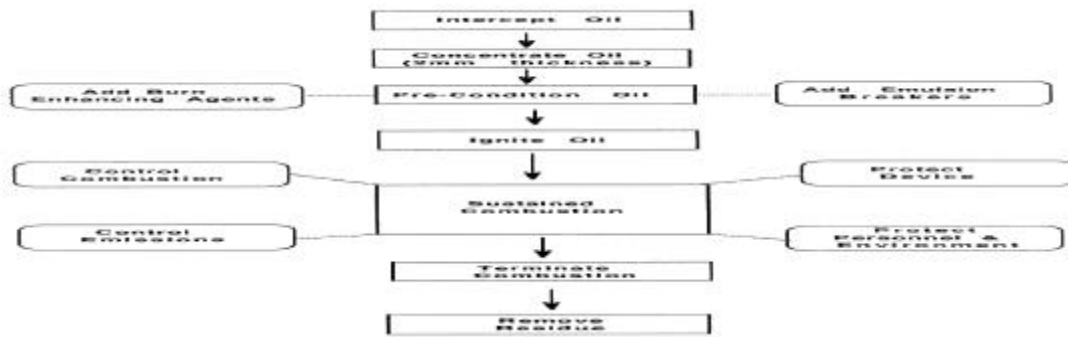 Intercept Oil
Concentrate Oil
(2mm thickness)
Add Burn
Enhancing Agents
Pre-Condition Oil
Add Emulsion
Breakers
Ignite Oil
Control
Combustion
Protect
Device
Sustained
Combustion
Control
Emissions
Protect
Personnel &
Environment
Terminate
Combustion
Remove
Residue